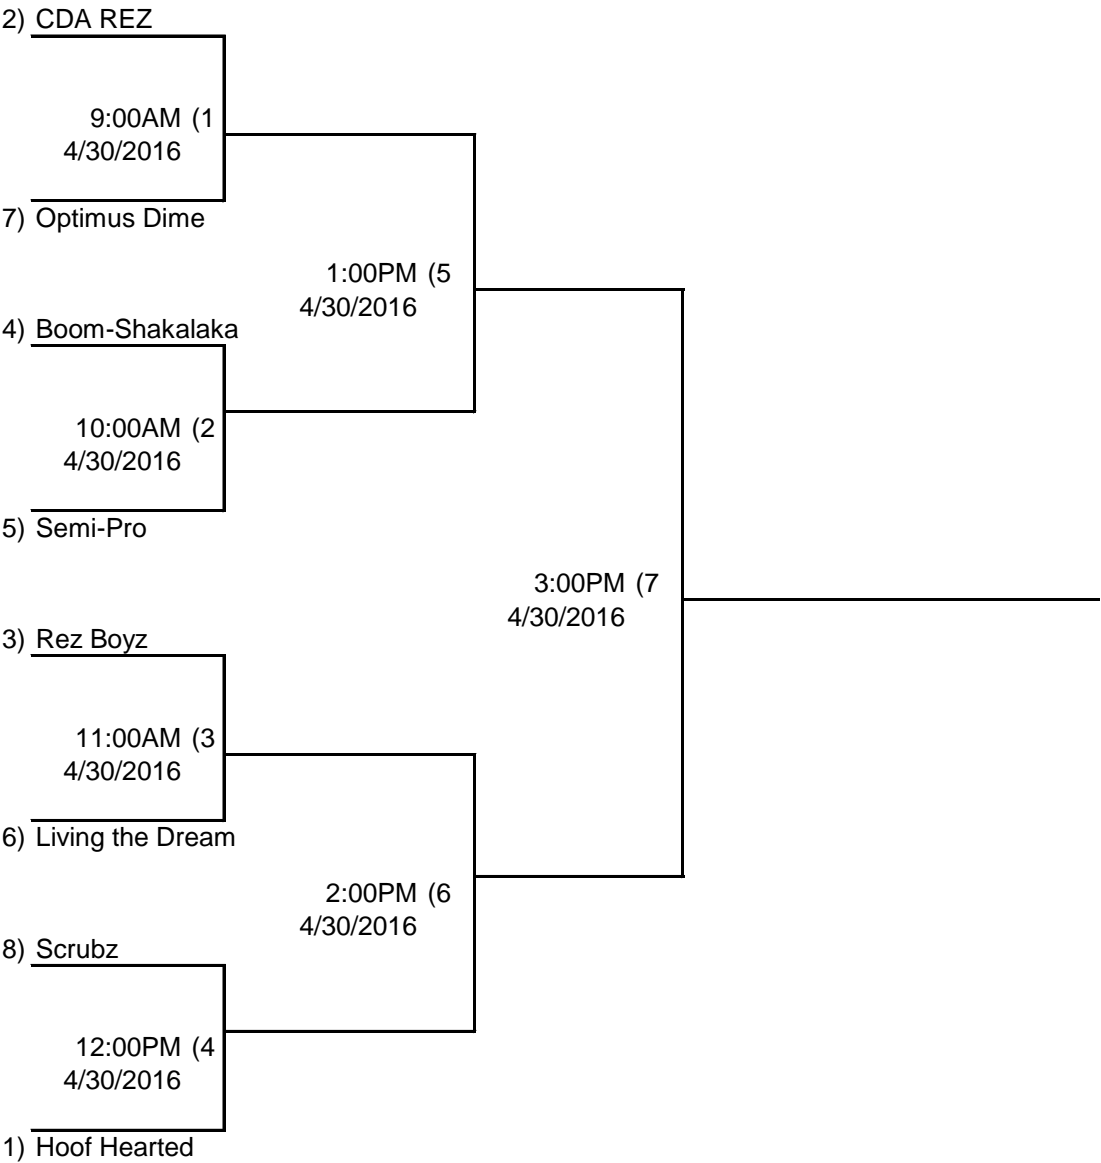 2) CDA REZ
9:00AM (1
4/30/2016
7) Optimus Dime
1:00PM (5
4/30/2016
4) Boom-Shakalaka
10:00AM (2
4/30/2016
5) Semi-Pro
3:00PM (7
4/30/2016
3) Rez Boyz
11:00AM (3
4/30/2016
6) Living the Dream
2:00PM (6
4/30/2016
8) Scrubz
12:00PM (4
4/30/2016
1) Hoof Hearted